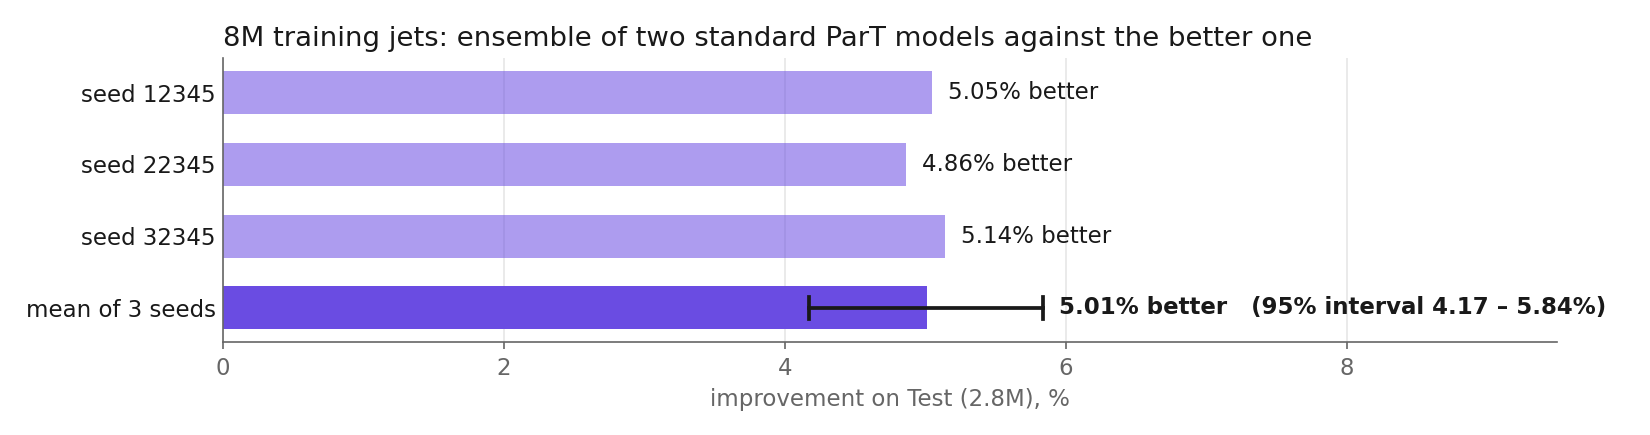 8M training jets: ensemble of two standard ParT models against the better one
seed 12345
5.05% better
seed 22345
4.86% better
seed 32345
5.14% better
mean of 3 seeds
5.01% better (95% interval 4.17 – 5.84%)
0 2 4 6 8
improvement on Test (2.8M), %